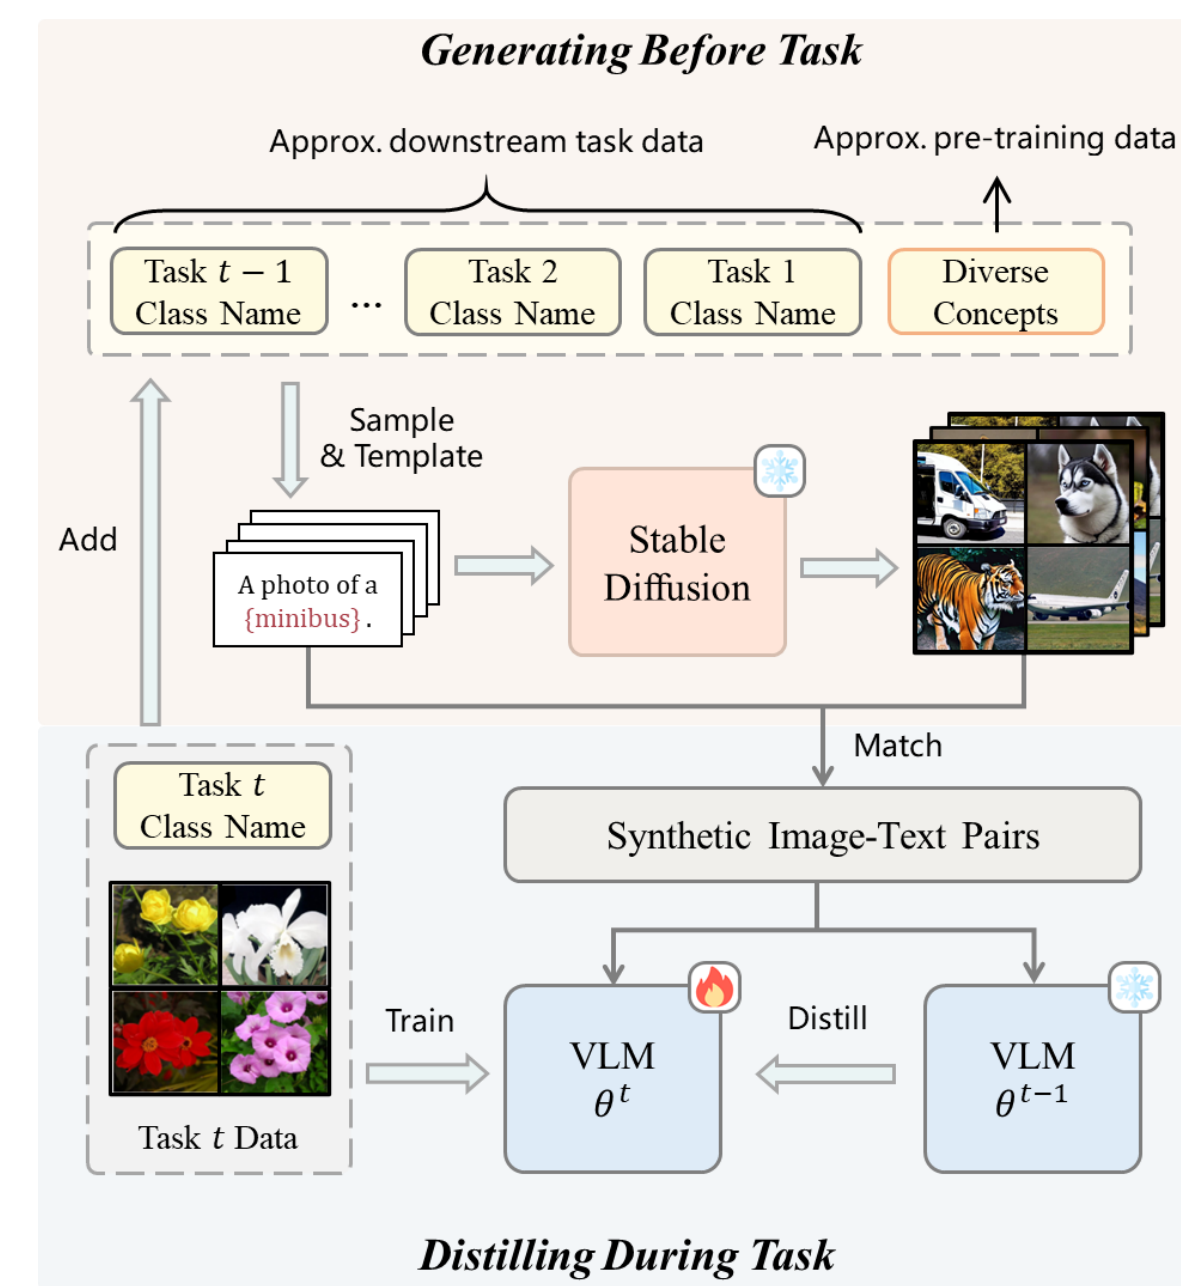 Generating Before Task
Approx. downstream task data
Approx. pre-training data
Task t − 1
Class Name
...
Task 2
Class Name
Task 1
Class Name
Diverse
Concepts
Sample
& Template
Add
A photo of a
{minibus} .
Stable
Diffusion
Match
Task t
Class Name
Synthetic Image-Text Pairs
Train
Distill
VLM
θ^t
VLM
θ^{t−1}
Task t Data
Distilling During Task